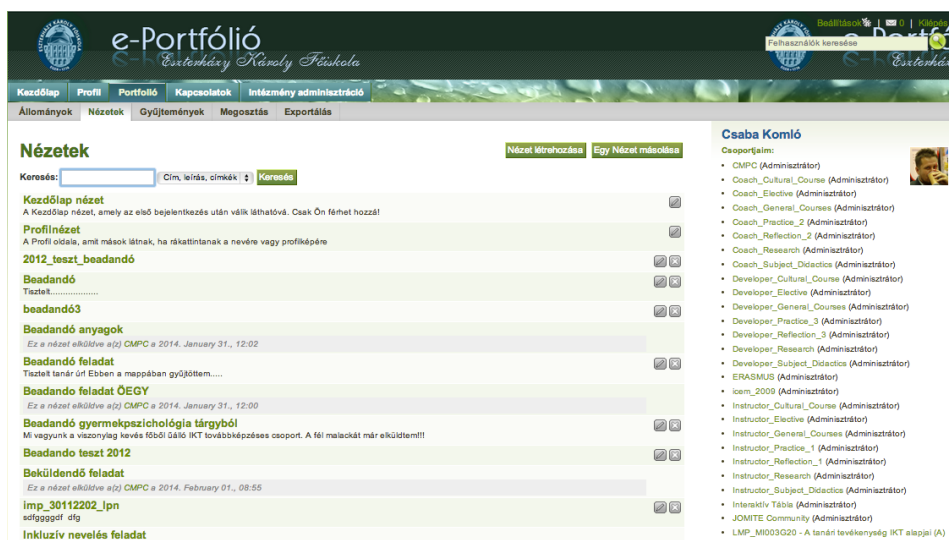 e-Portfólió
Eszterházy Károly Főiskola
Beállítások | 0 | Kilépés
Felhasználók keresése
Kezdőlap Profil Portfolió Kapcsolatok Intézmény adminisztráció
Állományok Nézetek Gyűjtemények Megosztás Exportálás
Nézetek
Nézet létrehozása Egy Nézet másolása
Keresés: Cím, leírás, címkék Keresés
Kezdőlap nézet
A Kezdőlap nézet, amely az első bejelentkezés után válik láthatóvá. Csak Ön férhet hozzá!
Profilnézet
A Profil oldala, amit mások látnak, ha rákattintanak a nevére vagy profilképére
2012_teszt_beadandó
Beadandó
Tisztelt...................
beadandó3
Beadandó anyagok
Ez a nézet elküldve a(z) CMPC a 2014. January 31., 12:02
Beadandó feladat
Tisztelt tanár úr! Ebben a mappában gyűjtöttem.....
Beadando feladat ÖEGY
Ez a nézet elküldve a(z) CMPC a 2014. January 31., 12:00
Beadandó gyermekpszichológia tárgyból
Mi vagyunk a viszonylag kevés főből űálló IKT továbbképzéses csoport. A fél malackát már elküldtem!!!
Beadando teszt 2012
Beküldendő feladat
Ez a nézet elküldve a(z) CMPC a 2014. February 01., 08:55
imp_30112202_lpn
sdfggggdf dfg
Inkluzív nevelés feladat
Csaba Komló
Csoportjaim:
CMPC (Adminisztrátor)
Coach_Cultural_Course (Adminisztrátor)
Coach_Elective (Adminisztrátor)
Coach_General_Courses (Adminisztrátor)
Coach_Practice_2 (Adminisztrátor)
Coach_Reflection_2 (Adminisztrátor)
Coach_Research (Adminisztrátor)
Coach_Subject_Didactics (Adminisztrátor)
Developer_Cultural_Course (Adminisztrátor)
Developer_Elective (Adminisztrátor)
Developer_General_Courses (Adminisztrátor)
Developer_Practice_3 (Adminisztrátor)
Developer_Reflection_3 (Adminisztrátor)
Developer_Research (Adminisztrátor)
Developer_Subject_Didactics (Adminisztrátor)
ERASMUS (Adminisztrátor)
icem_2009 (Adminisztrátor)
Instructor_Cultural_Course (Adminisztrátor)
Instructor_Elective (Adminisztrátor)
Instructor_General_Courses (Adminisztrátor)
Instructor_Practice_1 (Adminisztrátor)
Instructor_Reflection_1 (Adminisztrátor)
Instructor_Research (Adminisztrátor)
Instructor_Subject_Didactics (Adminisztrátor)
Interaktív Tábla (Adminisztrátor)
JOMITE Community (Adminisztrátor)
LMP_MI003G20 - A tanári tevékenység IKT alapjai (A)